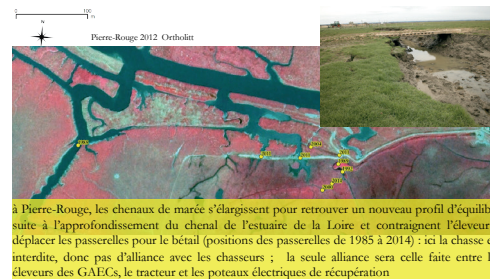 0 100
m
N
Pierre-Rouge 2012 Ortholitt
à Pierre-Rouge, les chenaux de marée s'élargissent pour retrouver un nouveau profil d'équilib
suite à l'approfondissement du chenal de l'estuaire de la Loire et contraignent l'éleveur
déplacer les passerelles pour le bétail (positions des passerelles de 1985 à 2014) : ici la chasse e
interdite, donc pas d'alliance avec les chasseurs ; la seule alliance sera celle faite entre l
éleveurs des GAECs, le tracteur et les poteaux électriques de récupération